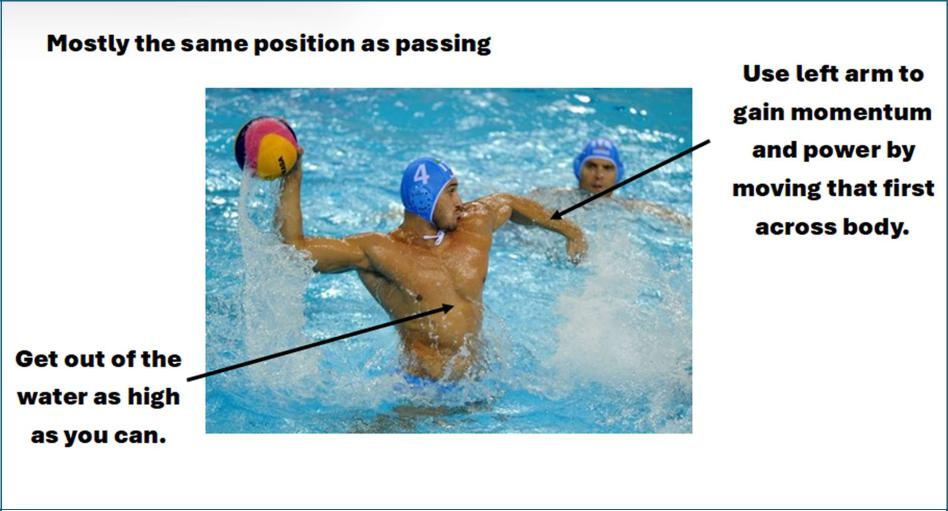 Mostly the same position as passing
Use left arm to
gain momentum
and power by
moving that first
across body.
4
Get out of the
water as high
as you can.